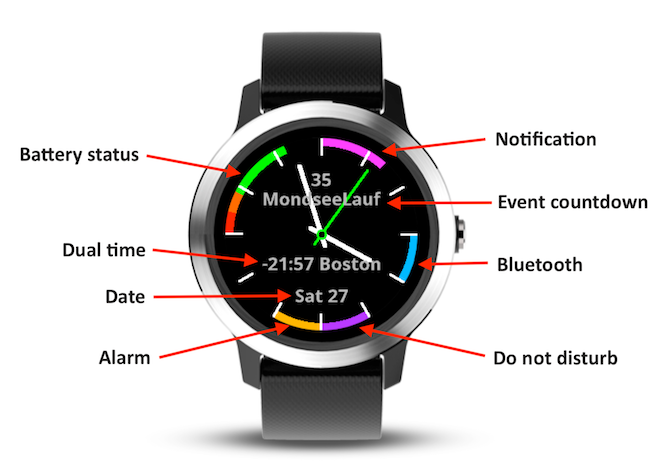 Notification
Battery status
35
MondseeLauf
Event countdown
Dual time
-21:57 Boston
Bluetooth
Date
Sat 27
Alarm
Do not disturb